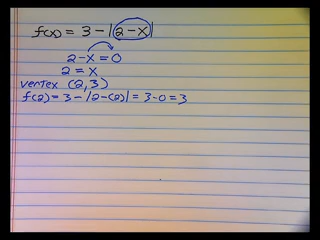 f(x) = 3 - |2-x|
2-x=0
2 = x
vertex (2,3)
f(2) = 3 - |2-(2)| = 3-0 = 3